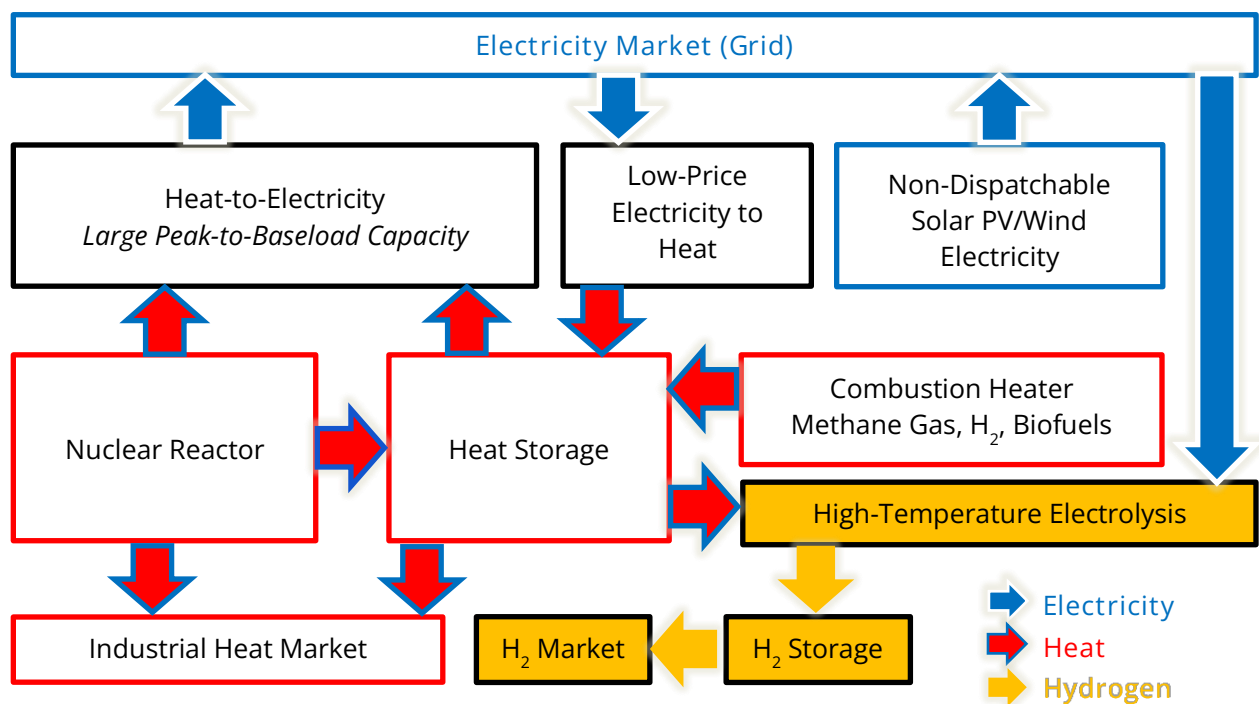 Electricity Market (Grid)
Heat-to-Electricity
Large Peak-to-Baseload Capacity
Low-Price
Electricity to
Heat
Non-Dispatchable
Solar PV/Wind
Electricity
Nuclear Reactor
Heat Storage
Combustion Heater
Methane Gas, H₂, Biofuels
High-Temperature Electrolysis
Industrial Heat Market
H₂ Market
H₂ Storage
Electricity
Heat
Hydrogen